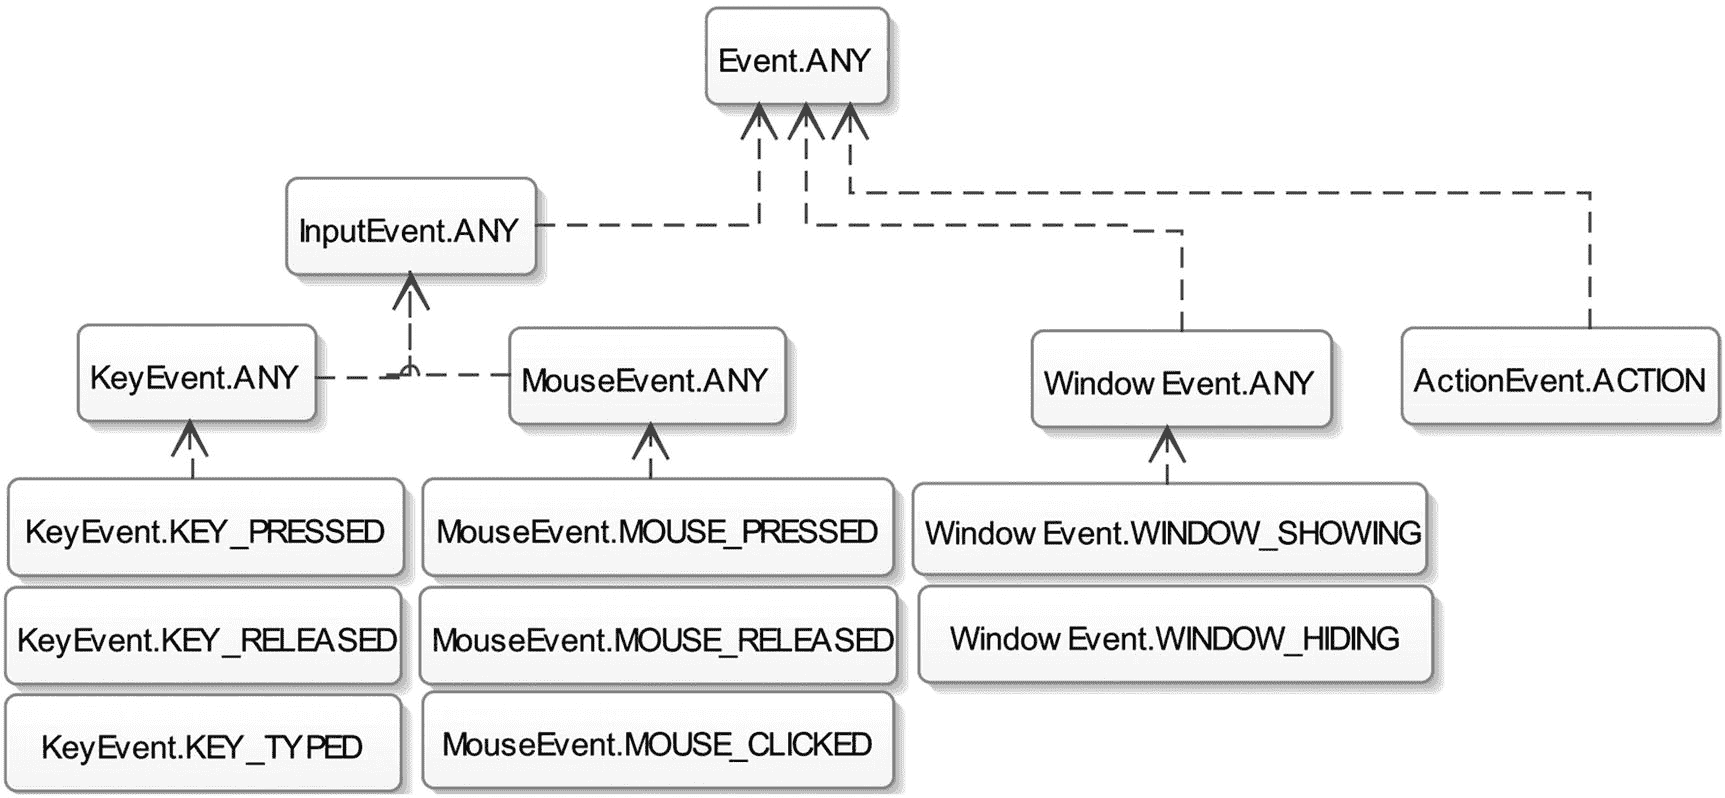 Event.ANY
InputEvent.ANY
KeyEvent.ANY
MouseEvent.ANY
Window Event.ANY
ActionEvent.ACTION
KeyEvent.KEY_PRESSED
MouseEvent.MOUSE_PRESSED
Window Event.WINDOW_SHOWING
KeyEvent.KEY_RELEASED
MouseEvent.MOUSE_RELEASED
Window Event.WINDOW_HIDING
KeyEvent.KEY_TYPED
MouseEvent.MOUSE_CLICKED